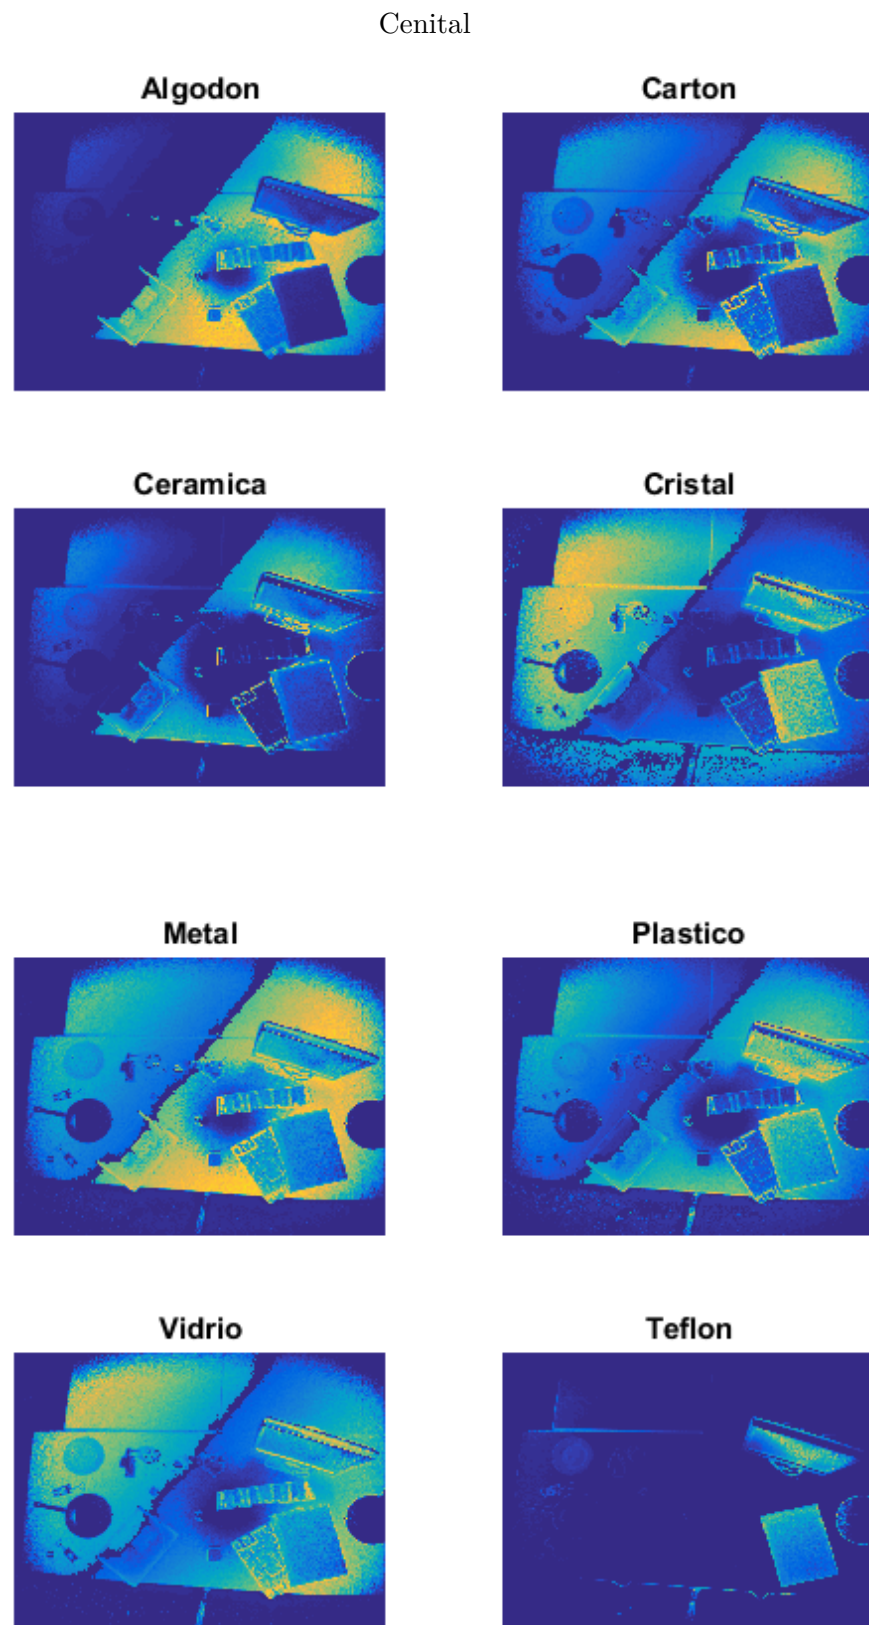 Cenital
Algodon
Carton
Ceramica
Cristal
Metal
Plastico
Vidrio
Teflon